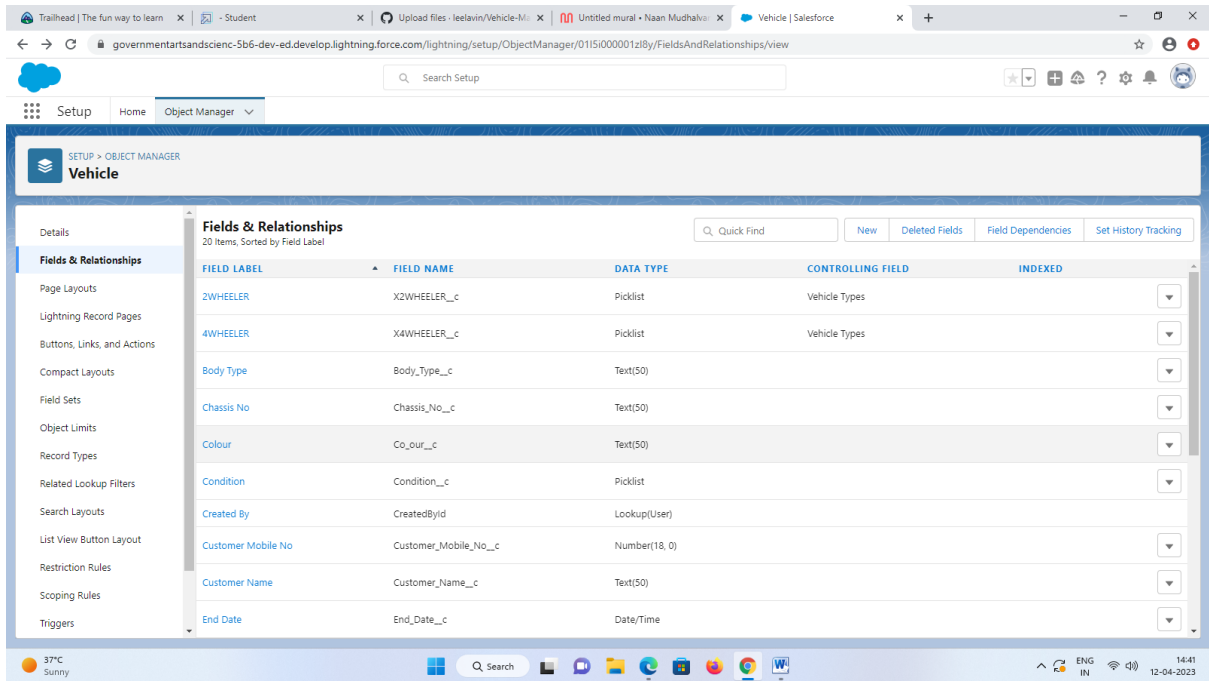 Trailhead | The fun way to learn
- Student
Upload files · leelavin/Vehicle-Ma
Untitled mural • Naan Mudhalvan
Vehicle | Salesforce
governmentartsandscienc-5b6-dev-ed.develop.lightning.force.com/lightning/setup/ObjectManager/01I5i000001zI8y/FieldsAndRelationships/view
Search Setup
Setup Home Object Manager
SETUP > OBJECT MANAGER
Vehicle
Details
Fields & Relationships
Page Layouts
Lightning Record Pages
Buttons, Links, and Actions
Compact Layouts
Field Sets
Object Limits
Record Types
Related Lookup Filters
Search Layouts
List View Button Layout
Restriction Rules
Scoping Rules
Triggers
Fields & Relationships
20 Items, Sorted by Field Label
Quick Find New Deleted Fields Field Dependencies Set History Tracking
FIELD LABEL FIELD NAME DATA TYPE CONTROLLING FIELD INDEXED
2WHEELER X2WHEELER__c Picklist Vehicle Types
4WHEELER X4WHEELER__c Picklist Vehicle Types
Body Type Body_Type__c Text(50)
Chassis No Chassis_No__c Text(50)
Colour Co_our__c Text(50)
Condition Condition__c Picklist
Created By CreatedById Lookup(User)
Customer Mobile No Customer_Mobile_No__c Number(18, 0)
Customer Name Customer_Name__c Text(50)
End Date End_Date__c Date/Time
37°C
Sunny
Search
ENG
IN
14:41
12-04-2023